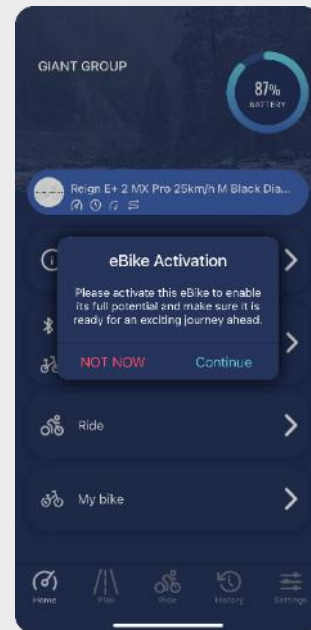 GIANT GROUP
87%
BATTERY
Reign E+ 2 MX Pro 25km/h M Black Dia...
eBike Activation
Please activate this eBike to enable
its full potential and make sure it is
ready for an exciting journey ahead.
NOT NOW
Continue
Ride
My bike
Home
Plan
Ride
History
Settings